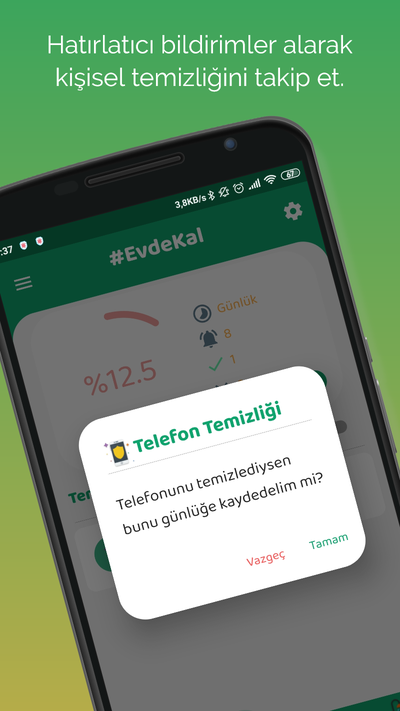 Hatırlatıcı bildirimler alarak
kişisel temizliğini takip et.
:37
3,8KB/s
67
#EvdeKal
Günlük
8
%12.5
1
Telefon Temizliği
Telefonunu temizlediysen
bunu günlüğe kaydedelim mi?
Vazgeç
Tamam